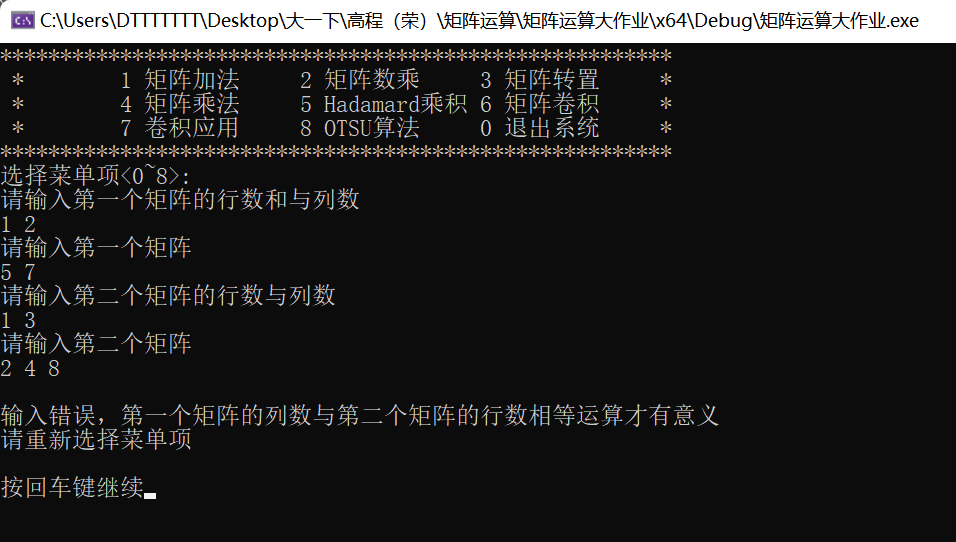 C:\Users\DTTTTTTT\Desktop\大一下\高程（荣）\矩阵运算\矩阵运算大作业\x64\Debug\矩阵运算大作业.exe
********************************************************
* 1 矩阵加法 2 矩阵数乘 3 矩阵转置 *
* 4 矩阵乘法 5 Hadamard乘积 6 矩阵卷积 *
* 7 卷积应用 8 OTSU算法 0 退出系统 *
********************************************************
选择菜单项<0~8>:
请输入第一个矩阵的行数和与列数
1 2
请输入第一个矩阵
5 7
请输入第二个矩阵的行数与列数
1 3
请输入第二个矩阵
2 4 8
输入错误，第一个矩阵的列数与第二个矩阵的行数相等运算才有意义
请重新选择菜单项
按回车键继续